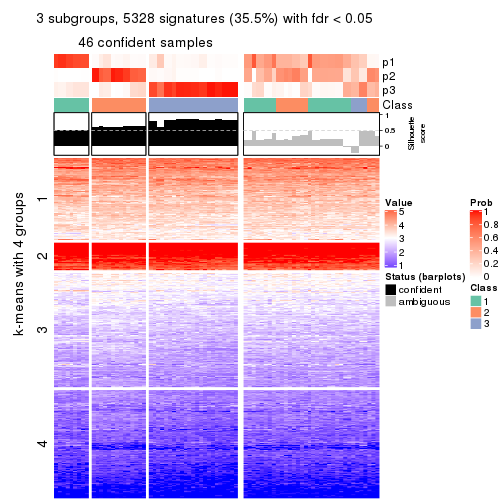 3 subgroups, 5328 signatures (35.5%) with fdr < 0.05
46 confident samples
p1
p2
p3
Class
1
0.5
0
Silhouette
score
k-means with 4 groups
1
2
3
4
Value
5
4
3
2
1
Status (barplots)
confident
ambiguous
Prob
1
0.8
0.6
0.4
0.2
0
Class
1
2
3